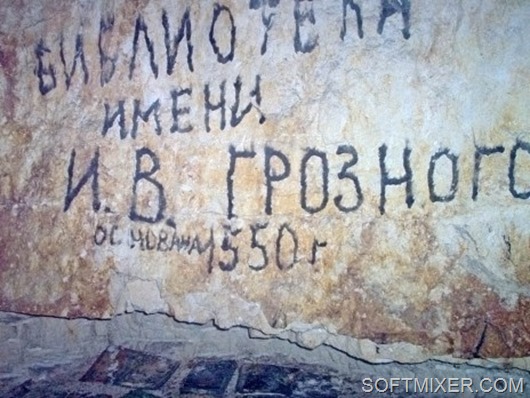 БИБЛИОТЕКА
ИМЕНИ
И.В. ГРОЗНОГО
ОСНОВАНА 1550 г
SOFTMIXER.COM